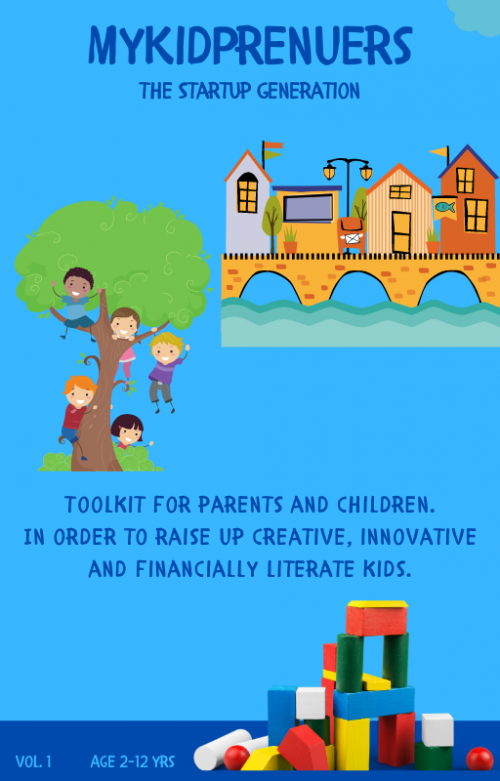 MYKIDPRENUERS
THE STARTUP GENERATION
TOOLKIT FOR PARENTS AND CHILDREN.
IN ORDER TO RAISE UP CREATIVE, INNOVATIVE
AND FINANCIALLY LITERATE KIDS.
VOL. 1 AGE 2-12 YRS